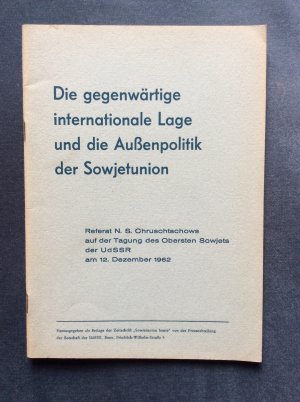 Die gegenwärtige
internationale Lage
und die Außenpolitik
der Sowjetunion
Referat N. S. Chruschtschows
auf der Tagung des Obersten Sowjets
der UdSSR
am 12. Dezember 1962
Herausgegeben als Beilage der Zeitschrift „Sowjetunion heute“ von der Presseabteilung
der Botschaft der UdSSR, Bonn, Friedrich-Wilhelm-Straße